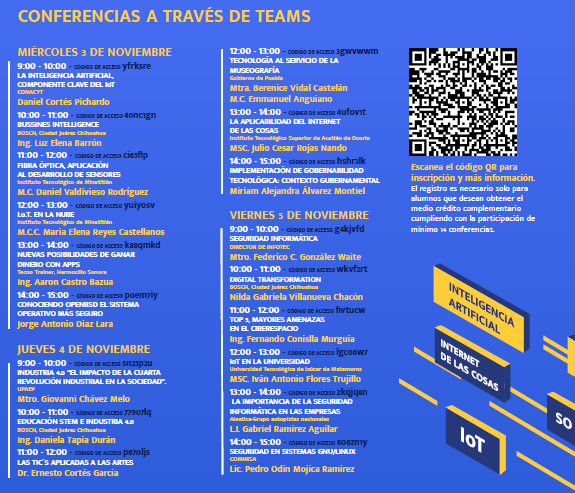 CONFERENCIAS A TRAVÉS DE TEAMS
MIÉRCOLES 3 DE NOVIEMBRE
9:00 - 10:00 - CÓDIGO DE ACCESO yfrksre
LA INTELIGENCIA ARTIFICIAL,
COMPONENTE CLAVE DEL IoT
CONACYT
Daniel Cortés Pichardo
10:00 - 11:00 - CÓDIGO DE ACCESO 4onc1gn
BUSSINES INTELLIGENCE
BOSCH, Ciudad Juárez Chihuahua
Ing. Luz Elena Barrón
11:00 - 12:00 - CÓDIGO DE ACCESO
FIBRA ÓPTICA, APLICACIÓN
AL DESARROLLO DE SENSORES
Instituto Tecnológico de Minatitlán
M.C. Daniel Valdivieso Rodríguez
12:00 - 13:00 - CÓDIGO DE ACCESO yuiyosv
I.o.T. EN LA NUBE
Instituto Tecnológico de Minatitlán
M.C.C. María Elena Reyes Castellanos
13:00 - 14:00 - CÓDIGO DE ACCESO k88qmkd
NUEVAS POSIBILIDADES DE GANAR
DINERO CON APPS
Tecno Trainer, Hermosillo Sonora
Ing. Aaron Castro Bazua
14:00 - 15:00 - CÓDIGO DE ACCESO poem7iy
CONOCIENDO OPENBSD EL SISTEMA
OPERATIVO MÁS SEGURO
Jorge Antonio Díaz Lara
JUEVES 4 DE NOVIEMBRE
9:00 - 10:00 - CÓDIGO DE ACCESO
INDUSTRIA 4.0 "EL IMPACTO DE LA CUARTA
REVOLUCIÓN INDUSTRIAL EN LA SOCIEDAD".
UPAEP
Mtro. Giovanni Chávez Melo
10:00 - 11:00 - CÓDIGO DE ACCESO 77907lq
EDUCACIÓN STEM E INDUSTRIA 4.0
BOSCH, Ciudad Juárez Chihuahua
Ing. Daniela Tapia Durán
11:00 - 12:00 - CÓDIGO DE ACCESO p67oljs
LAS TIC´S APLICADAS A LAS ARTES
Dr. Ernesto Cortés García
12:00 - 13:00 - CÓDIGO DE ACCESO 3gwvwwm
TECNOLOGÍA AL SERVICIO DE LA
MUSEOGRAFÍA
Gobierno de Puebla
Mtra. Berenice Vidal Castelán
M.C. Emmanuel Anguiano
13:00 - 14:00 - CÓDIGO DE ACCESO 4ufov1t
LA APLICABILIDAD DEL INTERNET
DE LAS COSAS
Instituto Tecnológico Superior de Acatlán de Osorio
MSC. Julio Cesar Rojas Nando
14:00 - 15:00 - CÓDIGO DE ACCESO hshr3lk
IMPLEMENTACIÓN DE GOBERNABILIDAD
TECNOLÓGICA: CONTEXTO GUBERNAMENTAL
Miriam Alejandra Álvarez Montiel
VIERNES 5 DE NOVIEMBRE
9:00 - 10:00 - CÓDIGO DE ACCESO g4kjvfd
SEGURIDAD INFORMÁTICA
DIRECTOR DE INFOTEC
Mtro. Federico C. González Waite
10:00 - 11:00 - CÓDIGO DE ACCESO wkvfzrt
DIGITAL TRANSFORMATION
BOSCH, Ciudad Juárez Chihuahua
Nilda Gabriela Villanueva Chacón
11:00 - 12:00 - CÓDIGO DE ACCESO fivtucw
TOP 5, MAYORES AMENAZAS
EN EL CIBERESPACIO
Ing. Fernando Conislla Murguia
12:00 - 13:00 - CÓDIGO DE ACCESO lgco6w7
IoT EN LA UNIVERSIDAD
Universidad Tecnológica de Izúcar de Matamoros
MSC. Iván Antonio Flores Trujillo
13:00 - 14:00 - CÓDIGO DE ACCESO zkqjqxn
LA IMPORTANCIA DE LA SEGURIDAD
INFORMÁTICA EN LAS EMPRESAS
Aleatica-Grupo autopistas nacionales
L.I. Gabriel Ramírez Aguilar
14:00 - 15:00 - CÓDIGO DE ACCESO 8o6zn1y
SEGURIDAD EN SISTEMAS GNU/LINUX
COMIMSA
Lic. Pedro Odín Mojica Ramírez
Escanea el código QR para
inscripción y más información.
El registro es necesario solo para
alumnos que desean obtener el
medio crédito complementario
cumpliendo con la participación de
mínimo 14 conferencias.
INTELIGENCIA
ARTIFICIAL
INTERNET
DE LAS COSAS
SO
IoT